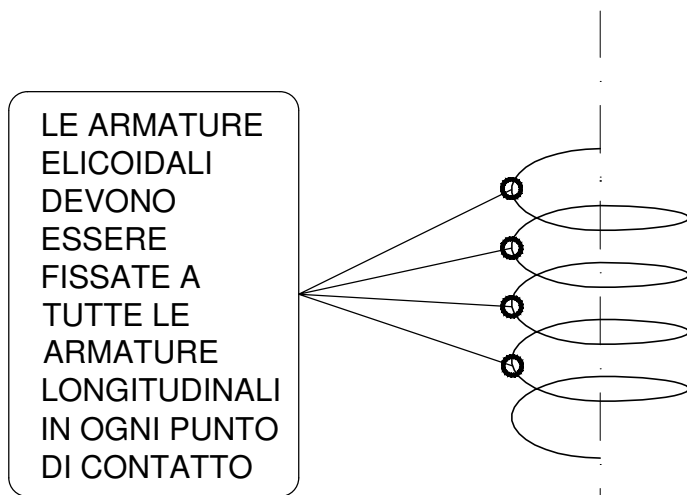 LE ARMATURE
ELICOIDALI
DEVONO
ESSERE
FISSATE A
TUTTE LE
ARMATURE
LONGITUDINALI
IN OGNI PUNTO
DI CONTATTO